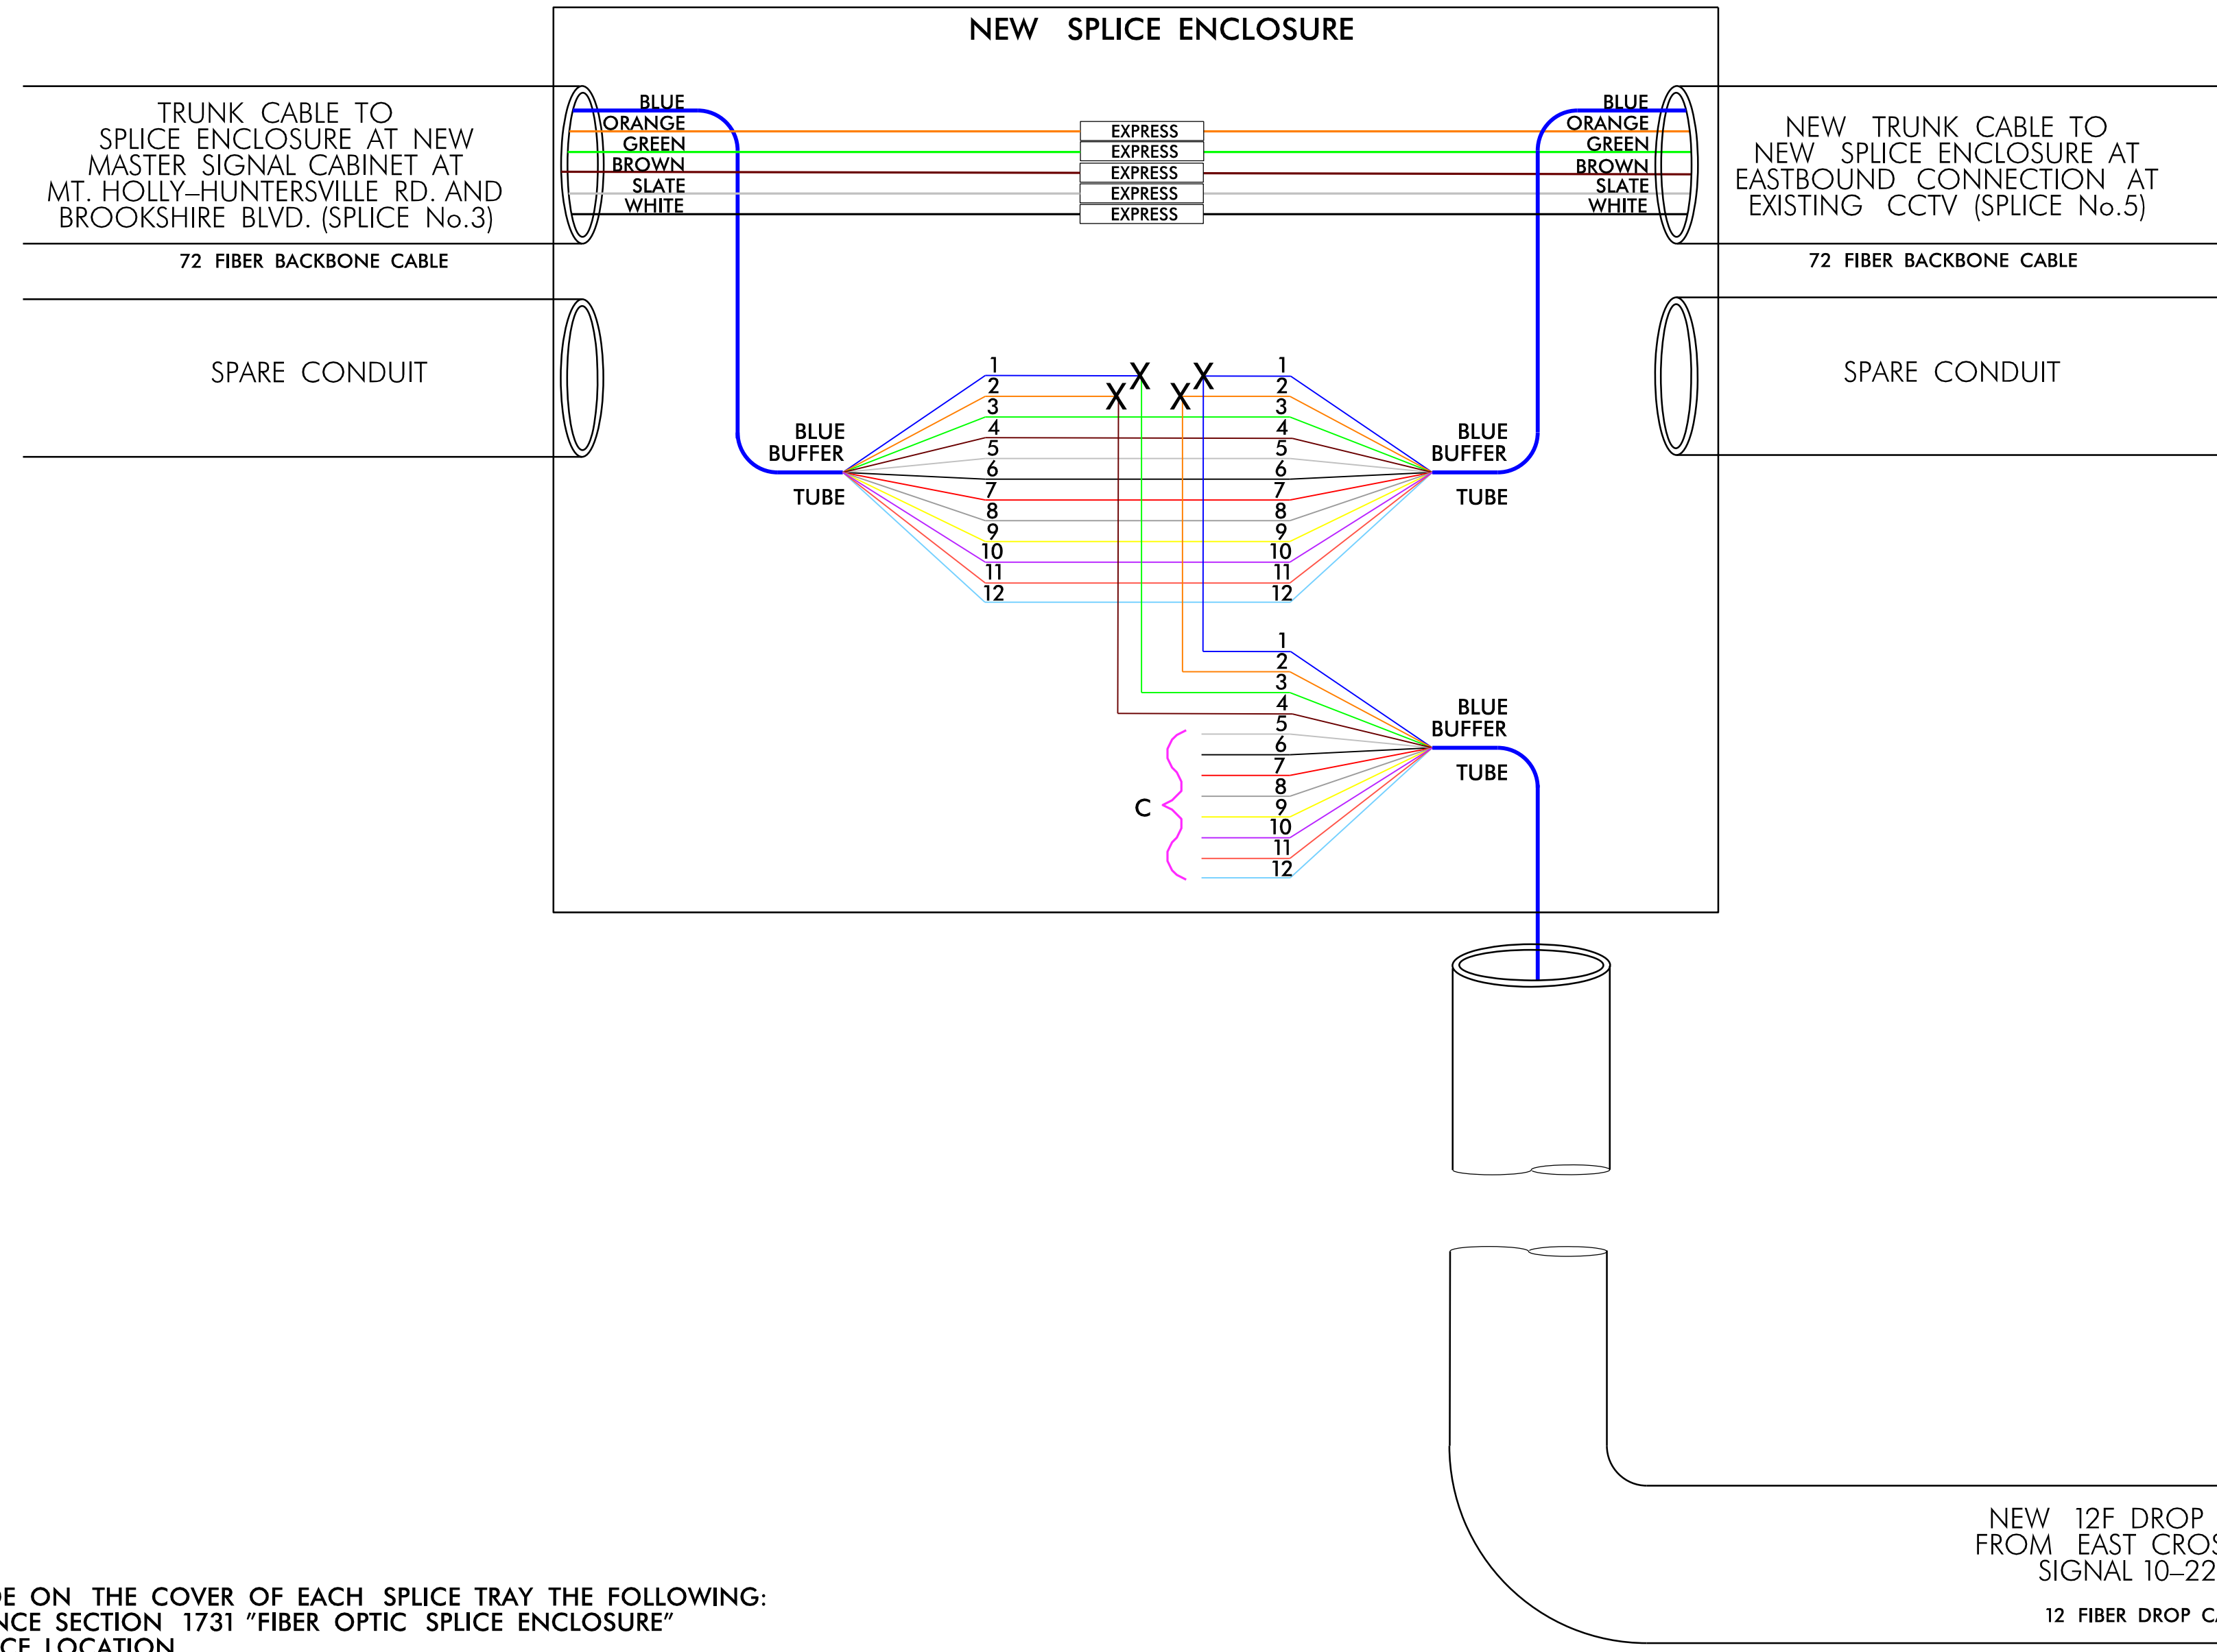 NEW SPLICE ENCLOSURE
TRUNK CABLE TO
SPLICE ENCLOSURE AT NEW
MASTER SIGNAL CABINET AT
MT. HOLLY–HUNTERSVILLE RD. AND
BROOKSHIRE BLVD. (SPLICE No.3)
72 FIBER BACKBONE CABLE
SPARE CONDUIT
BLUE
ORANGE
GREEN
BROWN
SLATE
WHITE
EXPRESS
EXPRESS
EXPRESS
EXPRESS
EXPRESS
BLUE
ORANGE
GREEN
BROWN
SLATE
WHITE
NEW TRUNK CABLE TO
NEW SPLICE ENCLOSURE AT
EASTBOUND CONNECTION AT
EXISTING CCTV (SPLICE No.5)
72 FIBER BACKBONE CABLE
SPARE CONDUIT
BLUE
BUFFER
TUBE
1
2
3
4
5
6
7
8
9
10
11
12
X
X
X
X
1
2
3
4
5
6
7
8
9
10
11
12
BLUE
BUFFER
TUBE
1
2
3
4
5
6
7
8
9
10
11
12
C
BLUE
BUFFER
TUBE
NEW 12F DROP
FROM EAST
SIGNAL 10–22
12 FIBER DROP
ON THE COVER OF EACH SPLICE TRAY THE FOLLOWING:
SECTION 1731 "FIBER OPTIC SPLICE ENCLOSURE"
LOCATION